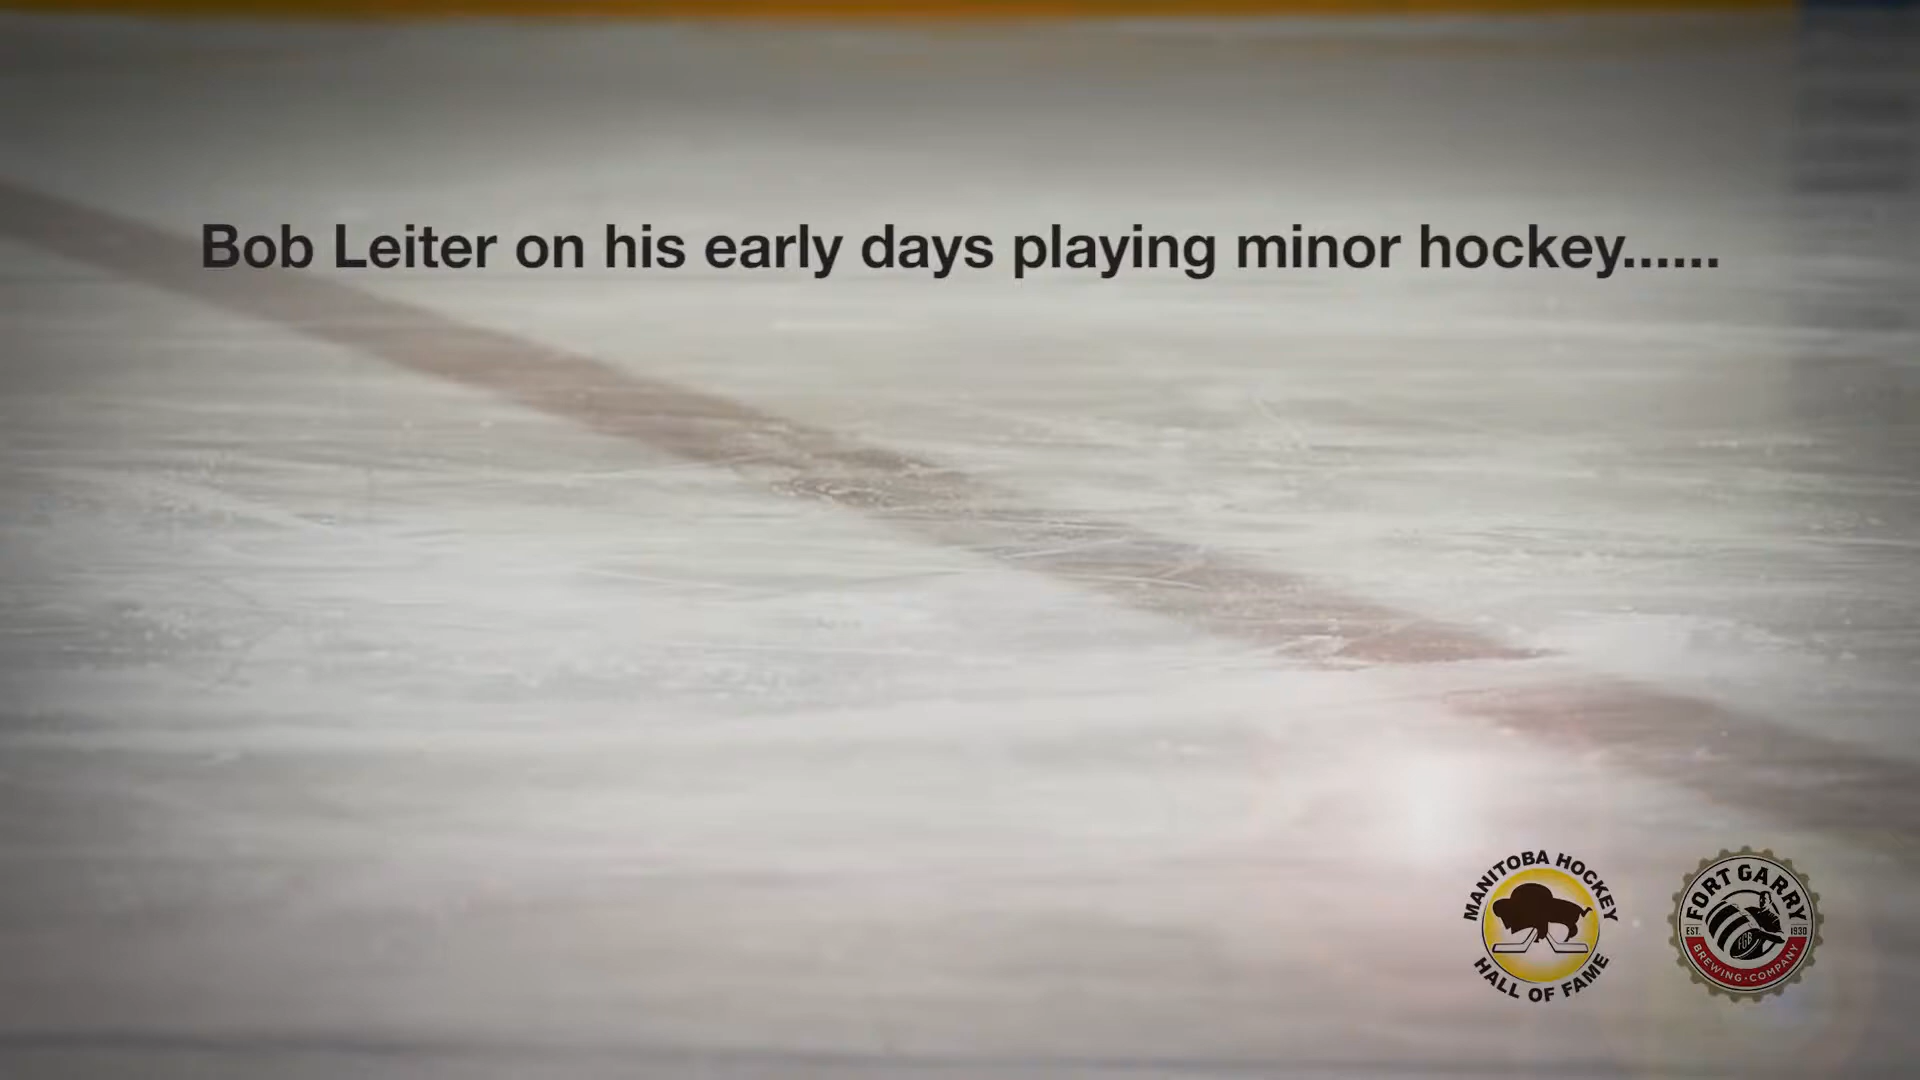 Bob Leiter on his early days playing minor hockey......
MANITOBA HOCKEY
HALL OF FAME
FORT GARRY
EST. 1930
FGB
BREWING • COMPANY